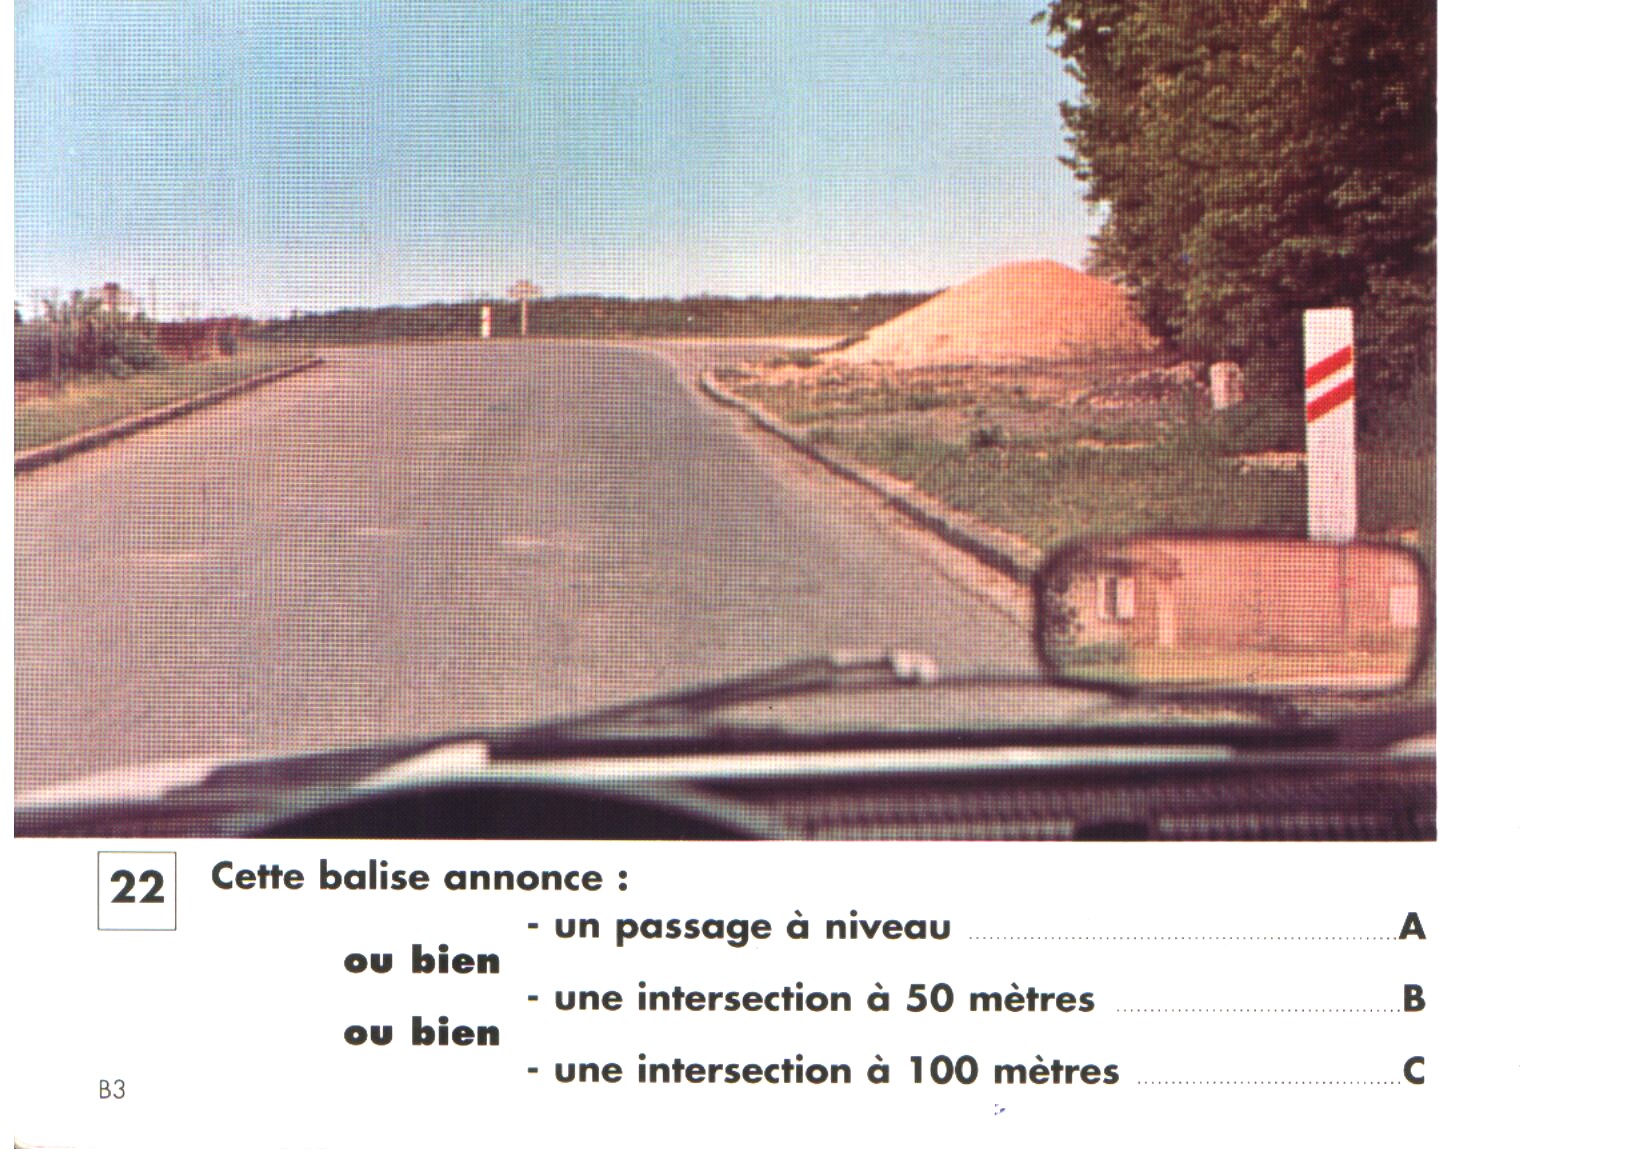 22 Cette balise annonce :
- un passage à niveau ... A
ou bien
- une intersection à 50 mètres ... B
ou bien
- une intersection à 100 mètres ... C
B3